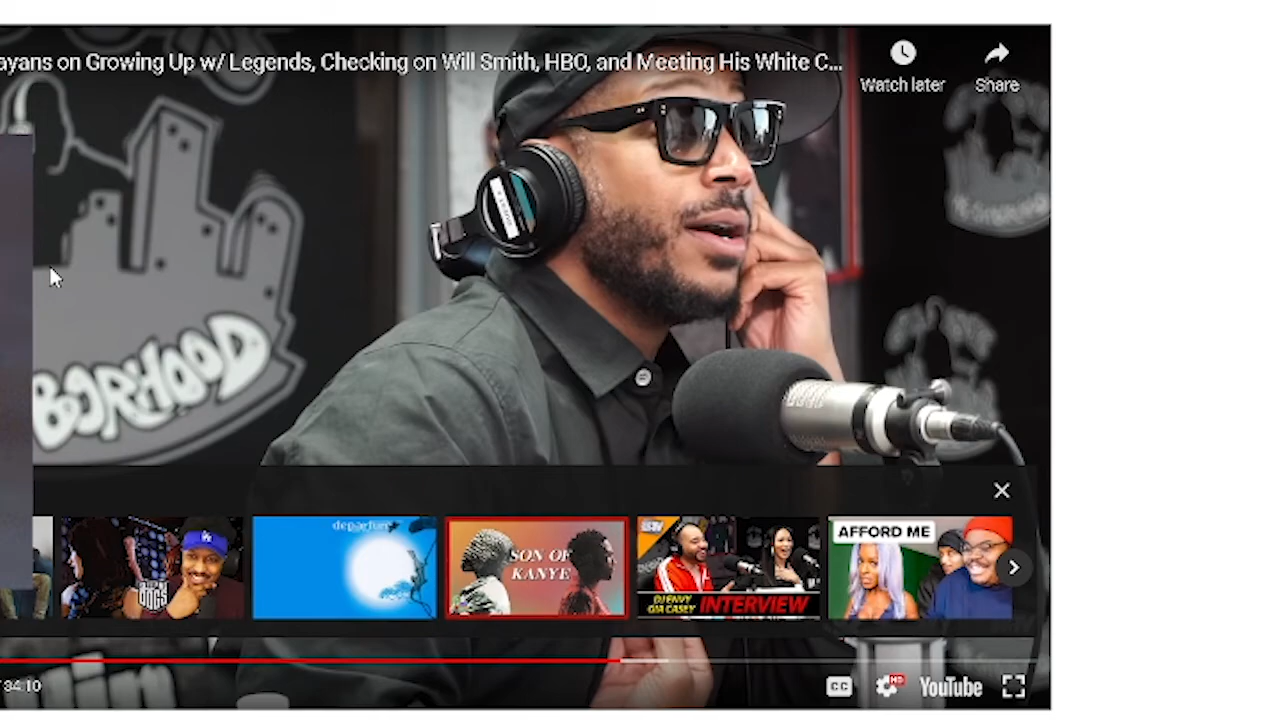 ayans on Growing Up w/ Legends, Checking on Will Smith, HBO, and Meeting His White C...
Watch later
Share
BORHOOD
departure
SON OF
KANYE
DJ ENVY
GIA CASEY INTERVIEW
AFFORD ME
34:10
CC
HD
YouTube